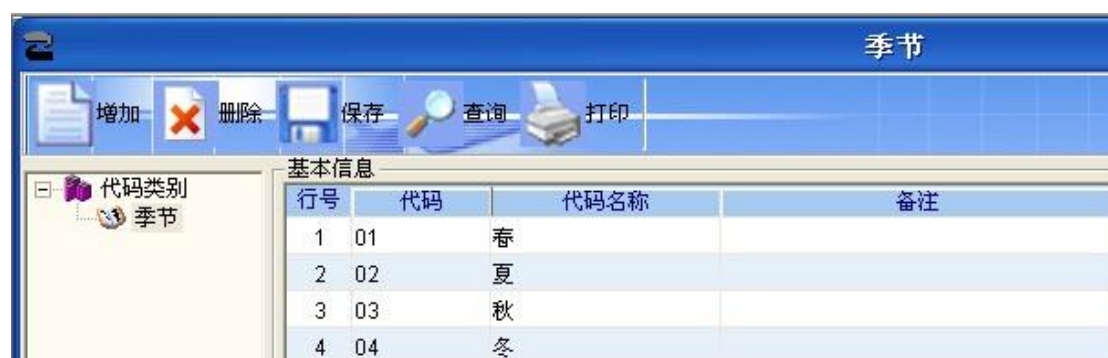 季节
增加 删除 保存 查询 打印
代码类别
季节
基本信息
行号 代码 代码名称 备注
1 01 春
2 02 夏
3 03 秋
4 04 冬